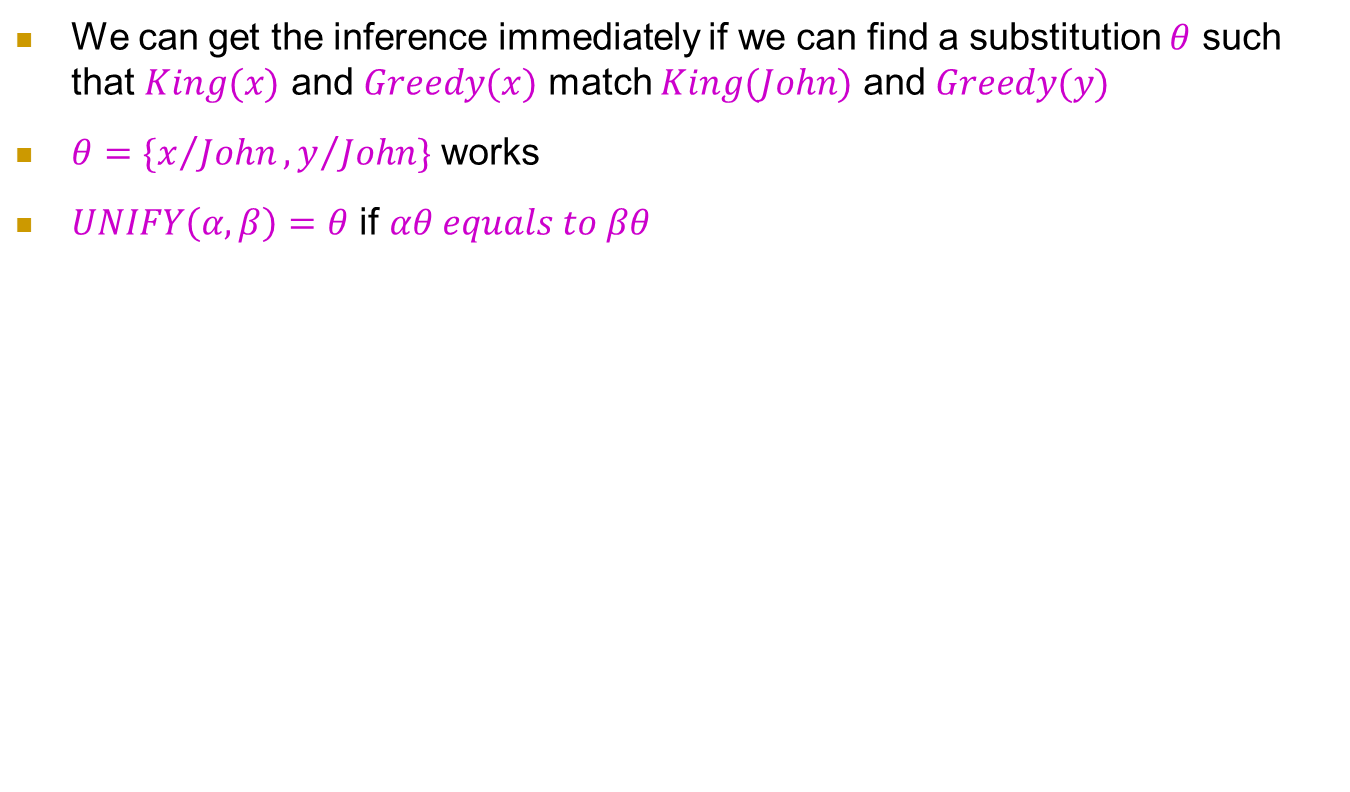 We can get the inference immediately if we can find a substitution θ such
that King(x) and Greedy(x) match King(John) and Greedy(y)
θ = {x/John, y/John} works
UNIFY(α, β) = θ if αθ equals to βθ